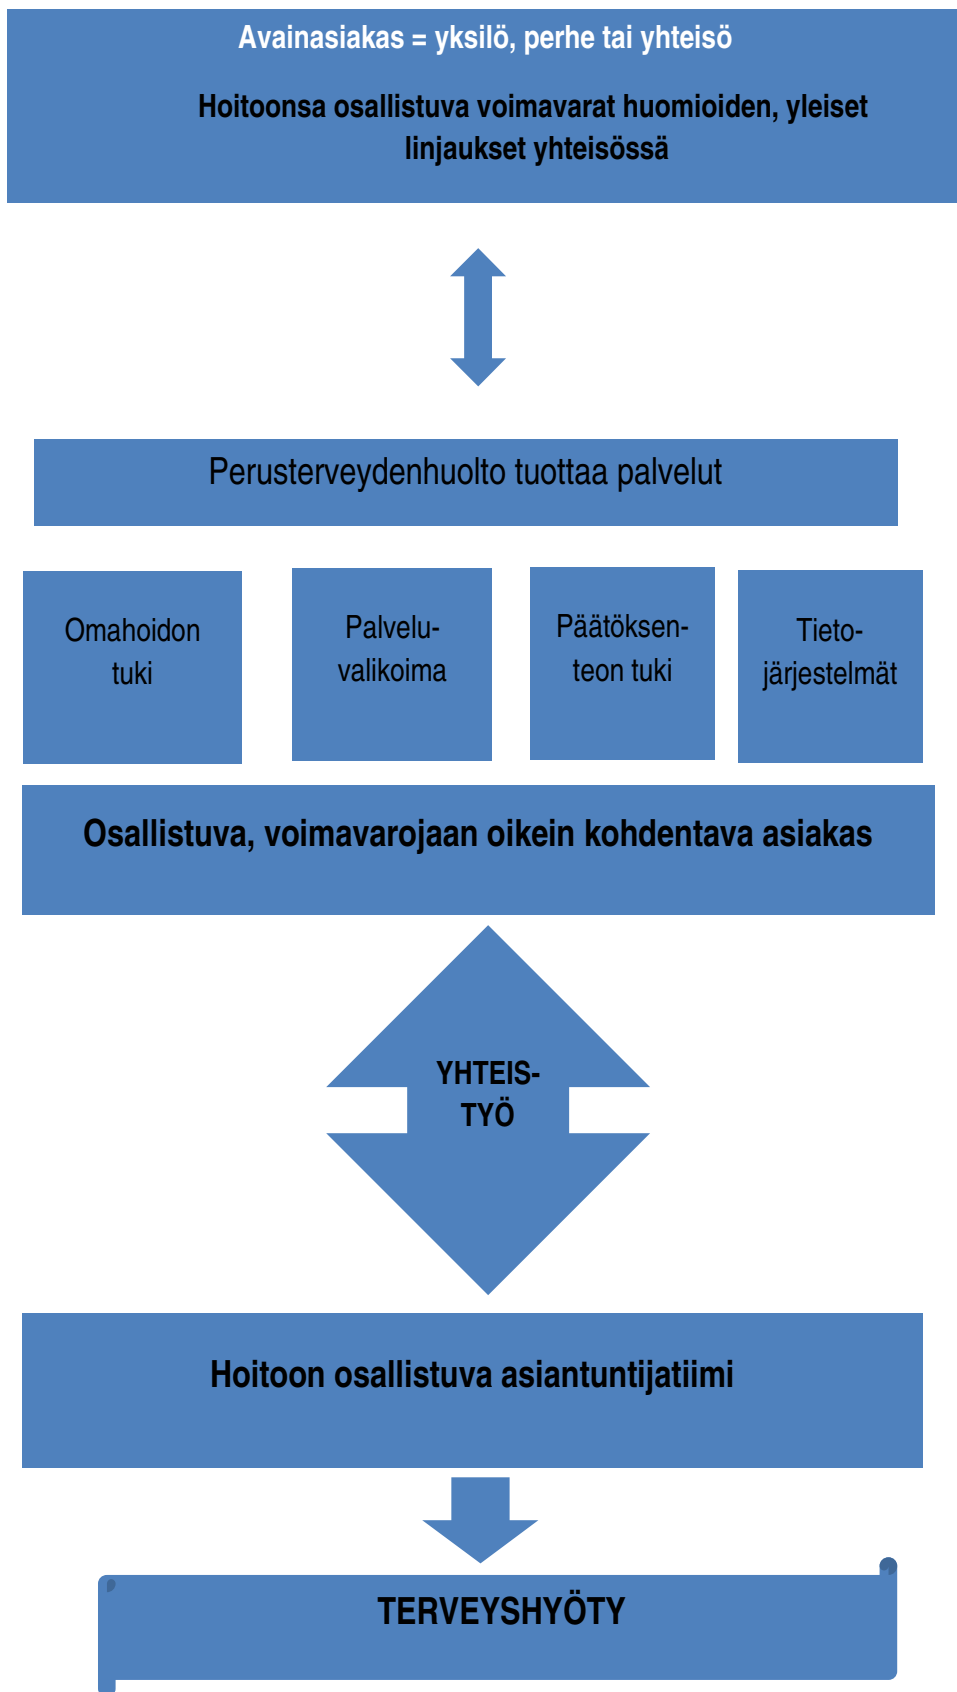 Avainasiakas = yksilö, perhe tai yhteisö
Hoitoonsa osallistuva voimavarat huomioiden, yleiset
linjaukset yhteisössä
Perusterveydenhuolto tuottaa palvelut
Omahoidon
tuki
Palvelu-
valikoima
Päätöksen-
teon tuki
Tieto-
järjestelmät
Osallistuva, voimavarojaan oikein kohdentava asiakas
YHTEIS-
TYÖ
Hoitoon osallistuva asiantuntijatiimi
TERVEYSHYÖTY